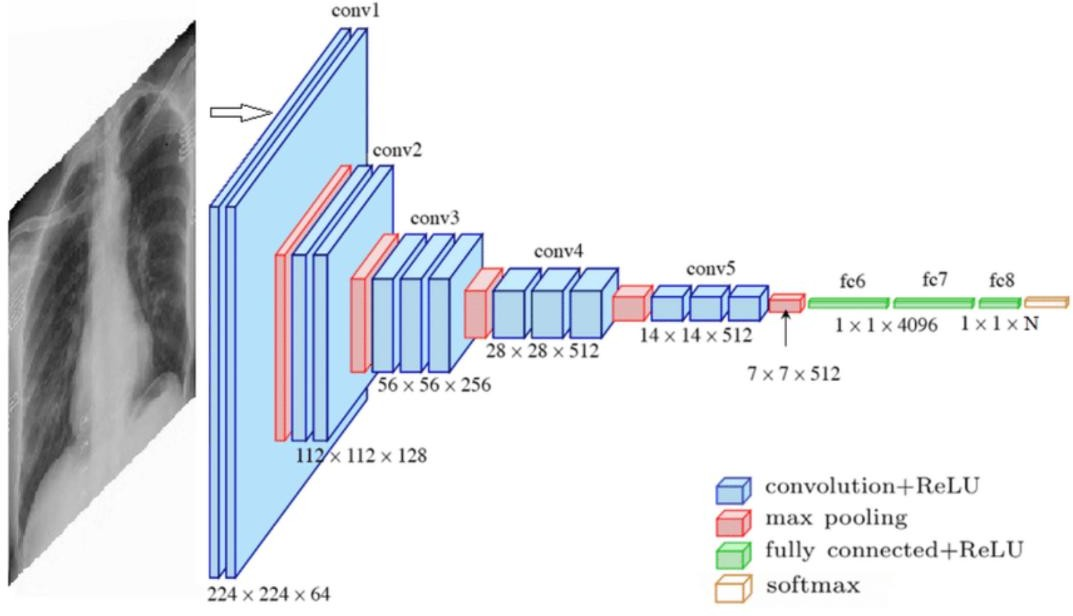 conv1
conv2
conv3
conv4
conv5
fc6
fc7
fc8
1 × 1 × 4096
1 × 1 × N
14 × 14 × 512
28 × 28 × 512
7 × 7 × 512
56 × 56 × 256
112 × 112 × 128
224 × 224 × 64
convolution+ReLU
max pooling
fully connected+ReLU
softmax